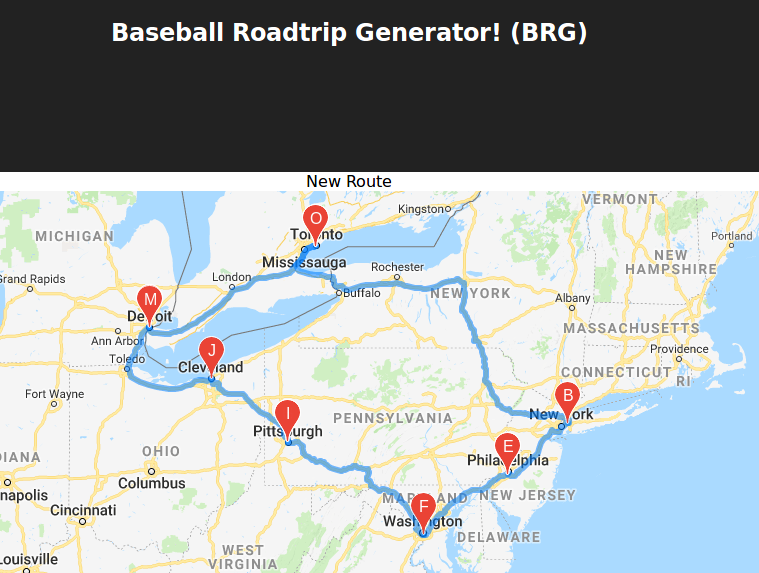 Baseball Roadtrip Generator! (BRG)
New Route
VERMONT
Kingston
O
Toronto
MICHIGAN
Portland
Mississauga
NEW
HAMPSHIRE
Rochester
Grand Rapids
London
M
Buffalo
NEW YORK
Albany
Detroit
MASSACHUSETTS
Ann Arbor
J
Providence
Toledo
Cleveland
CONNECTICUT
RI
Fort Wayne
B
I
New York
PENNSYLVANIA
Pittsburgh
E
OHIO
Philadelphia
DIANA
Columbus
napolis
MARYLAND
NEW JERSEY
F
Cincinnati
Washington
DELAWARE
WEST
VIRGINIA
Louisville